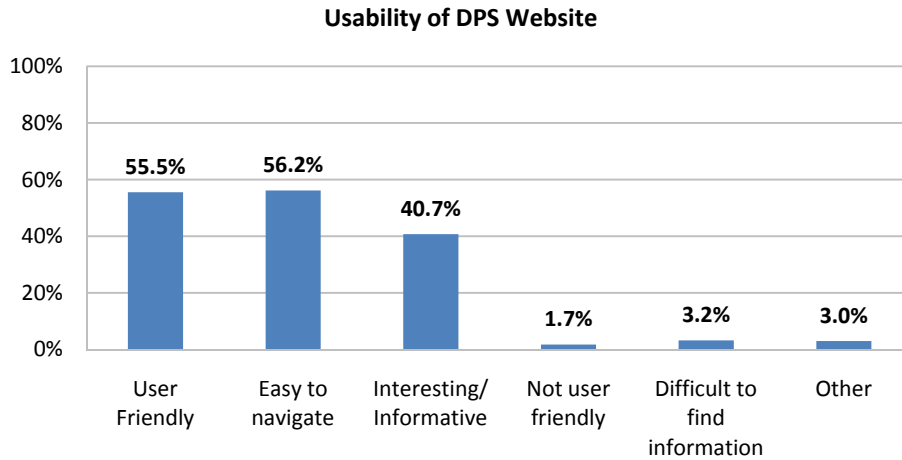 Usability of DPS Website
100%
80%
60%
40%
20%
0%
55.5%
56.2%
40.7%
1.7%
3.2%
3.0%
User
Friendly
Easy to
navigate
Interesting/
Informative
Not user
friendly
Difficult to
find
information
Other